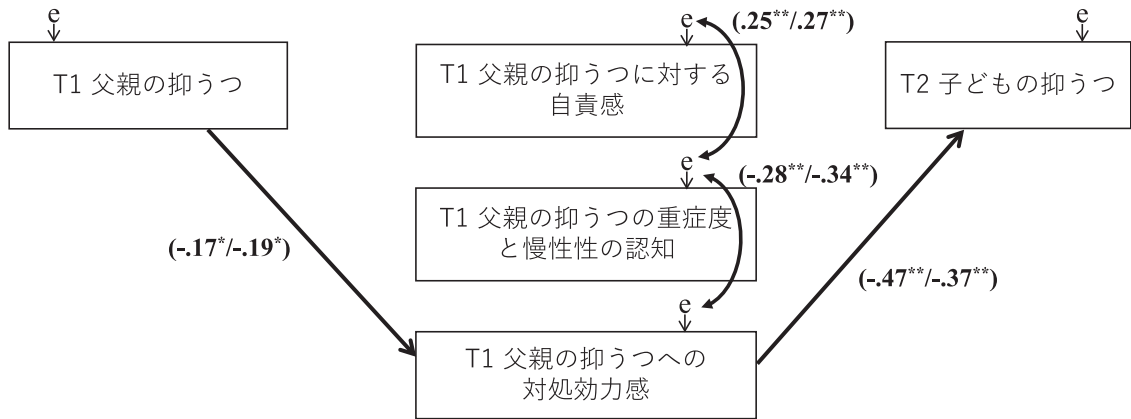 e
T1 父親の抑うつ
e
(.25**/.27**)
T1 父親の抑うつに対する
自責感
e
T2 子どもの抑うつ
e
(-.28**/-.34**)
T1 父親の抑うつの重症度
と慢性性の認知
(-.17*/-.19*)
(-.47**/-.37**)
e
T1 父親の抑うつへの
対処効力感